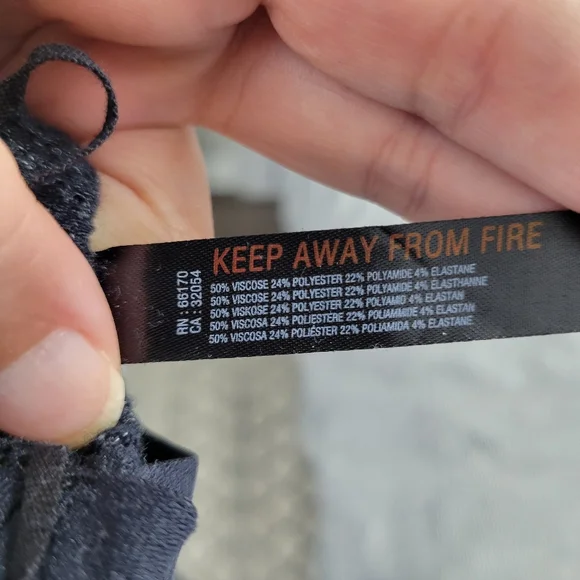 KEEP AWAY FROM FIRE
50% VISCOSE 24% POLYESTER 22% POLYAMIDE 4% ELASTANE
50% VISCOSE 24% POLYESTER 22% POLYAMIDE 4% ÉLASTHANNE
50% VISKOSE 24% POLYESTER 22% POLYAMID 4% ELASTAN
50% VISCOSA 24% POLIESTERE 22% POLIAMMIDE 4% ELASTAN
50% VISCOSA 24% POLIÉSTER 22% POLIAMIDA 4% ELASTANE
RN : 66170
CA : 32054